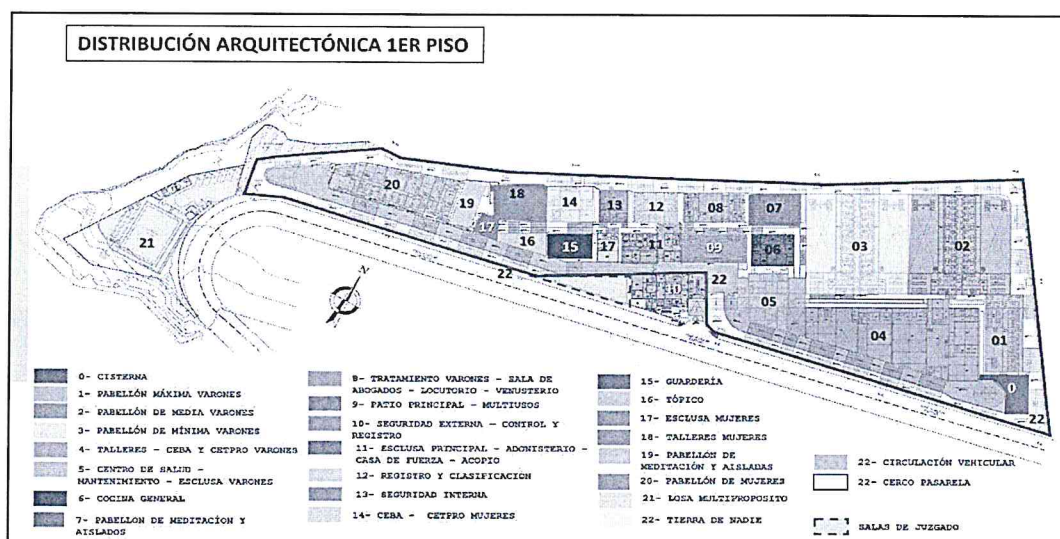 DISTRIBUCIÓN ARQUITECTÓNICA 1ER PISO
20
19
18
14
13
12
08
07
03
02
17
16
15
17
11
09
06
21
22
22
05
04
01
N
22
0- CISTERNA
1- PABELLÓN MÁXIMA VARONES
2- PABELLÓN DE MEDIA VARONES
3- PABELLÓN DE MÍNIMA VARONES
4- TALLERES - CEBA Y CETPRO VARONES
5- CENTRO DE SALUD -
MANTENIMIENTO - ESCLUSA VARONES
6- COCINA GENERAL
7- PABELLON DE MEDITACÍON Y
AISLADOS
8- TRATAMIENTO VARONES - SALA DE
ABOGADOS - LOCUTORIO - VENUSTERIO
9- PATIO PRINCIPAL - MULTIUSOS
10- SEGURIDAD EXTERNA - CONTROL Y
REGISTRO
11- ESCLUSA PRINCIPAL - ADMNISTERIO -
CASA DE FUERZA - ACOPIO
12- REGISTRO Y CLASIFICACIÓN
13- SEGURIDAD INTERNA
14- CEBA - CETPRO MUJERES
15- GUARDERÍA
16- TÓPICO
17- ESCLUSA MUJERES
18- TALLERES MUJERES
19- PABELLÓN DE
MEDITACIÓN Y AISLADAS
20- PABELLÓN DE MUJERES
21- LOSA MULTIPROPOSITO
22- TIERRA DE NADIE
22- CIRCULACIÓN VEHICULAR
22- CERCO PASARELA
SALAS DE JUZGADO